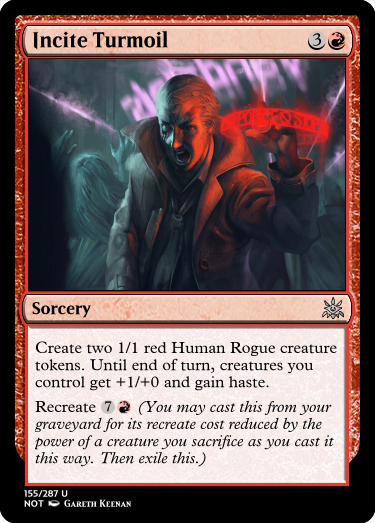 Incite Turmoil 3
Sorcery
Create two 1/1 red Human Rogue creature
tokens. Until end of turn, creatures you
control get +1/+0 and gain haste.
Recreate 7 (You may cast this from your
graveyard for its recreate cost reduced by the
power of a creature you sacrifice as you cast it
this way. Then exile this.)
155/287 U
NOT Gareth Keenan